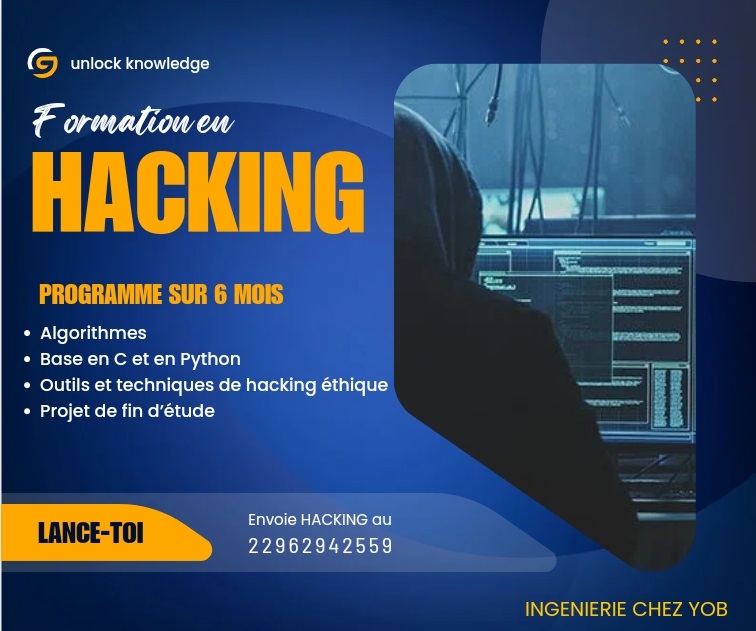 unlock knowledge
Formation en
HACKING
PROGRAMME SUR 6 MOIS
• Algorithmes
• Base en C et en Python
• Outils et techniques de hacking éthique
• Projet de fin d'étude
LANCE-TOI
Envoie HACKING au
22962942559
INGENIERIE CHEZ YOB